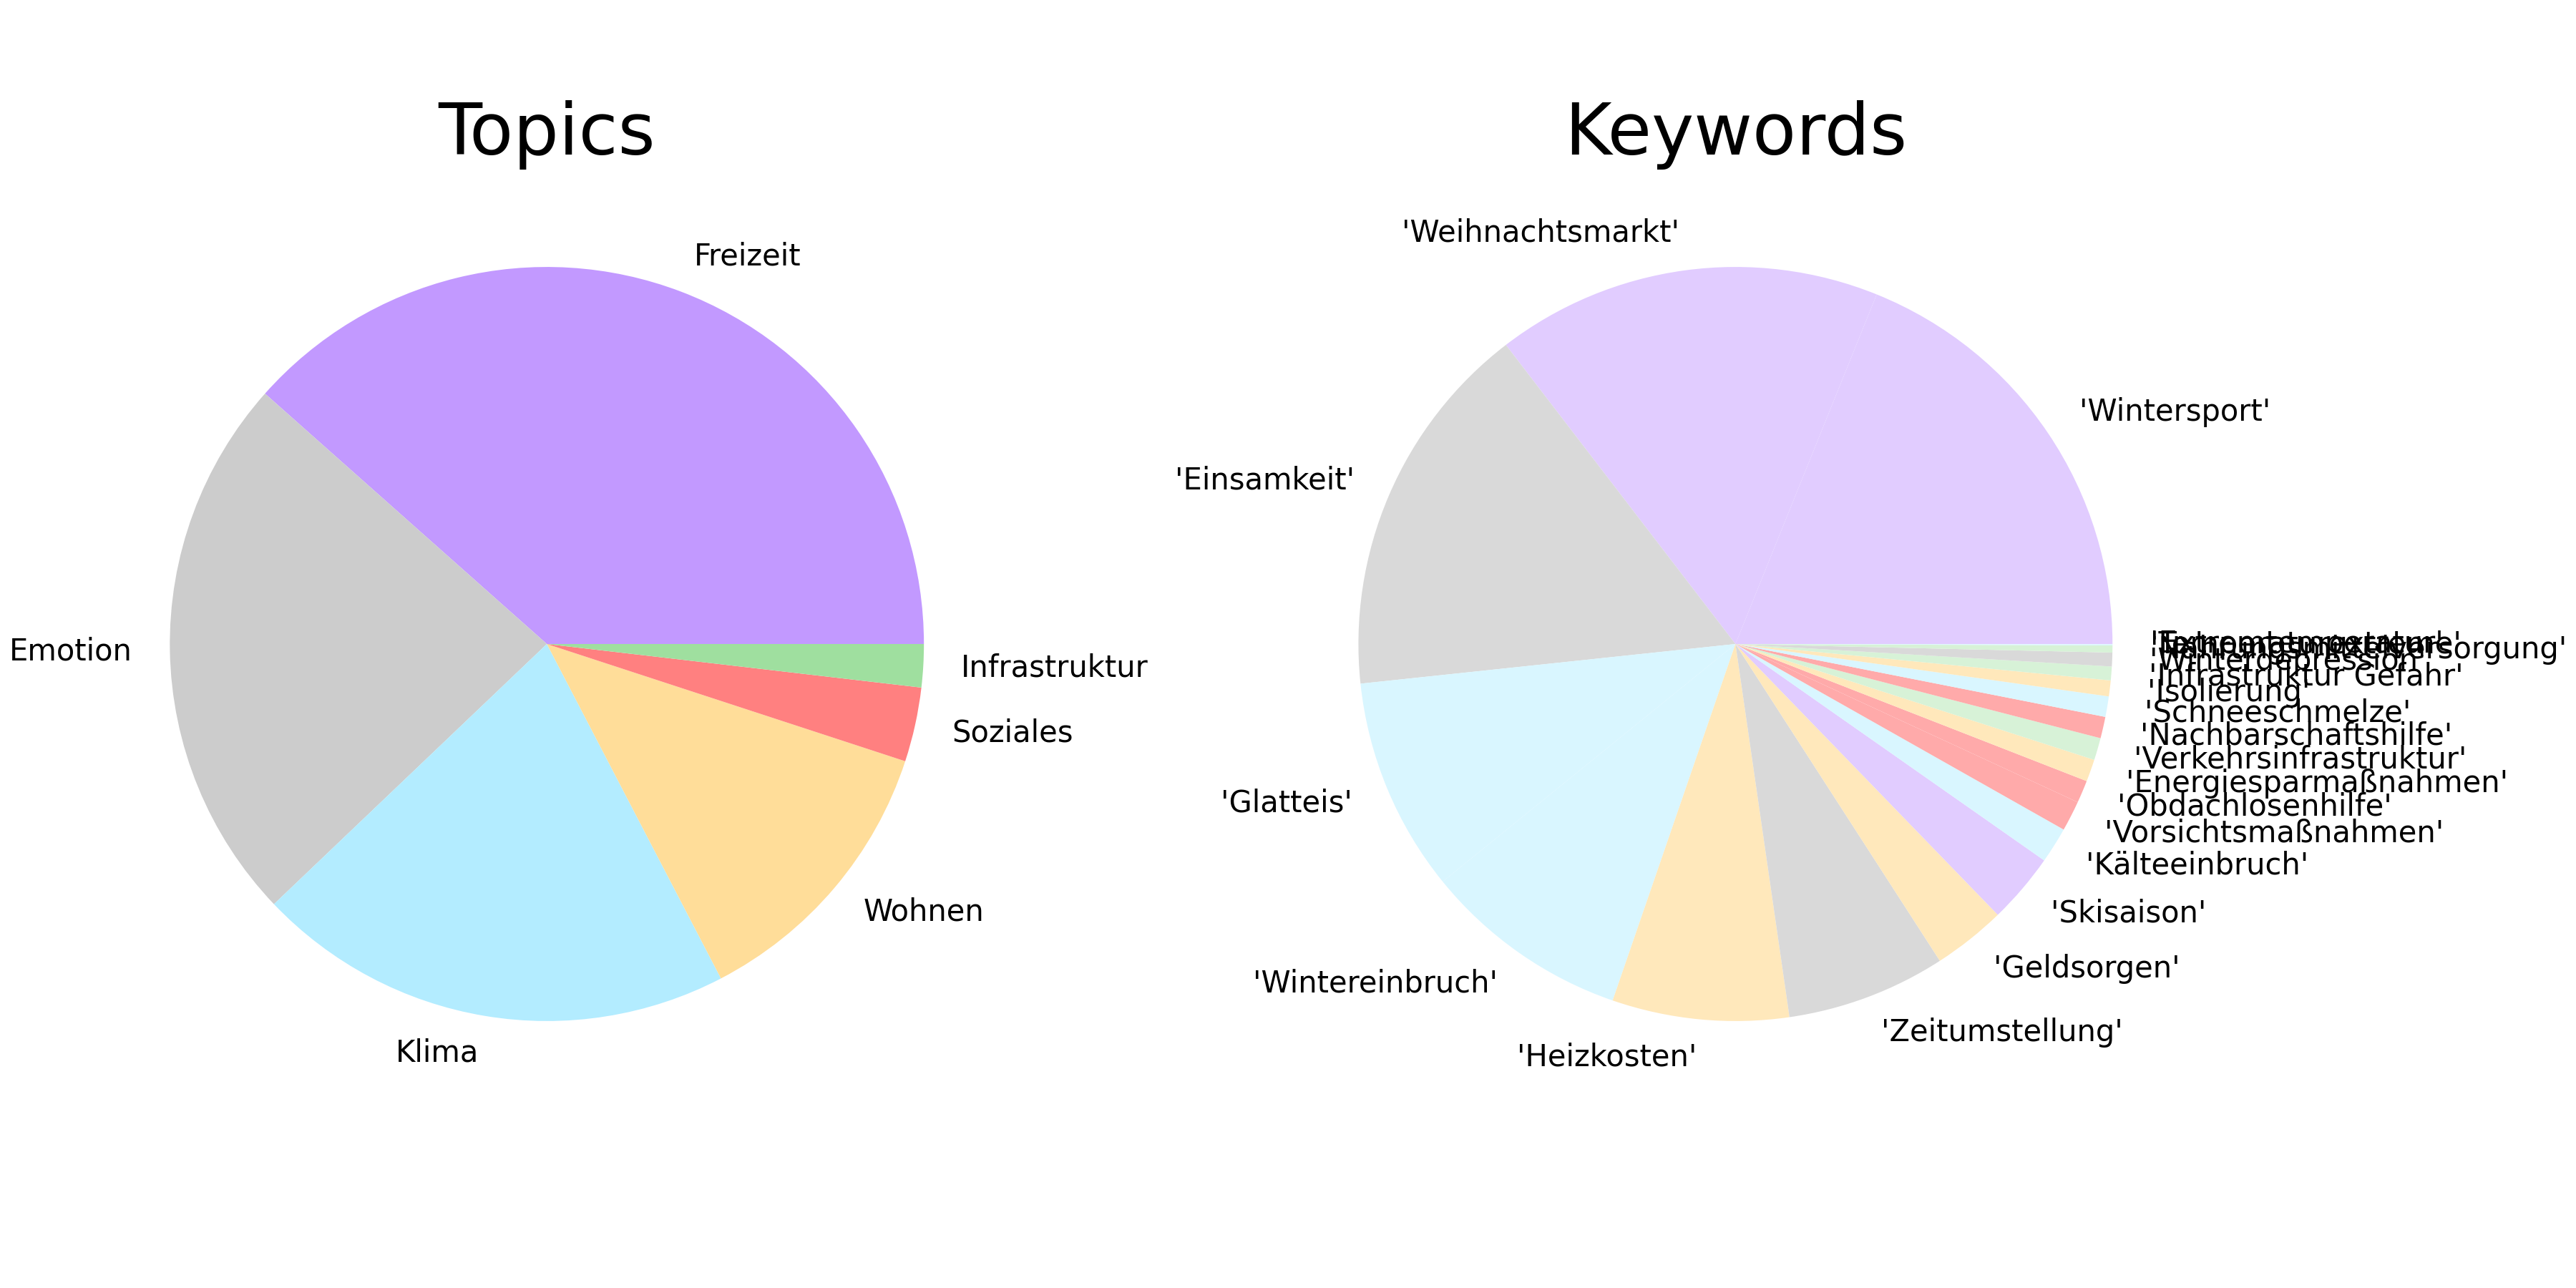 Topics
Freizeit
Emotion
Klima
Wohnen
Soziales
Infrastruktur
Keywords
'Wintersport'
'Weihnachtsmarkt'
'Einsamkeit'
'Glatteis'
'Wintereinbruch'
'Heizkosten'
'Zeitumstellung'
'Geldsorgen'
'Skisaison'
'Kälteeinbruch'
'Vorsichtsmaßnahmen'
'Obdachlosenhilfe'
'Energiesparmaßnahmen'
'Verkehrsinfrastruktur'
'Nachbarschaftshilfe'
'Schneeschmelze'
'Isolierung'
'Infrastruktur Gefahr'
'Winterdepression'